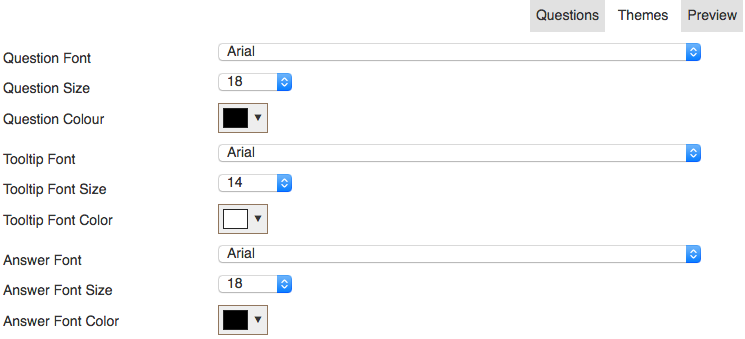 Questions Themes Preview
Question Font Arial
Question Size 18
Question Colour
Tooltip Font Arial
Tooltip Font Size 14
Tooltip Font Color
Answer Font Arial
Answer Font Size 18
Answer Font Color